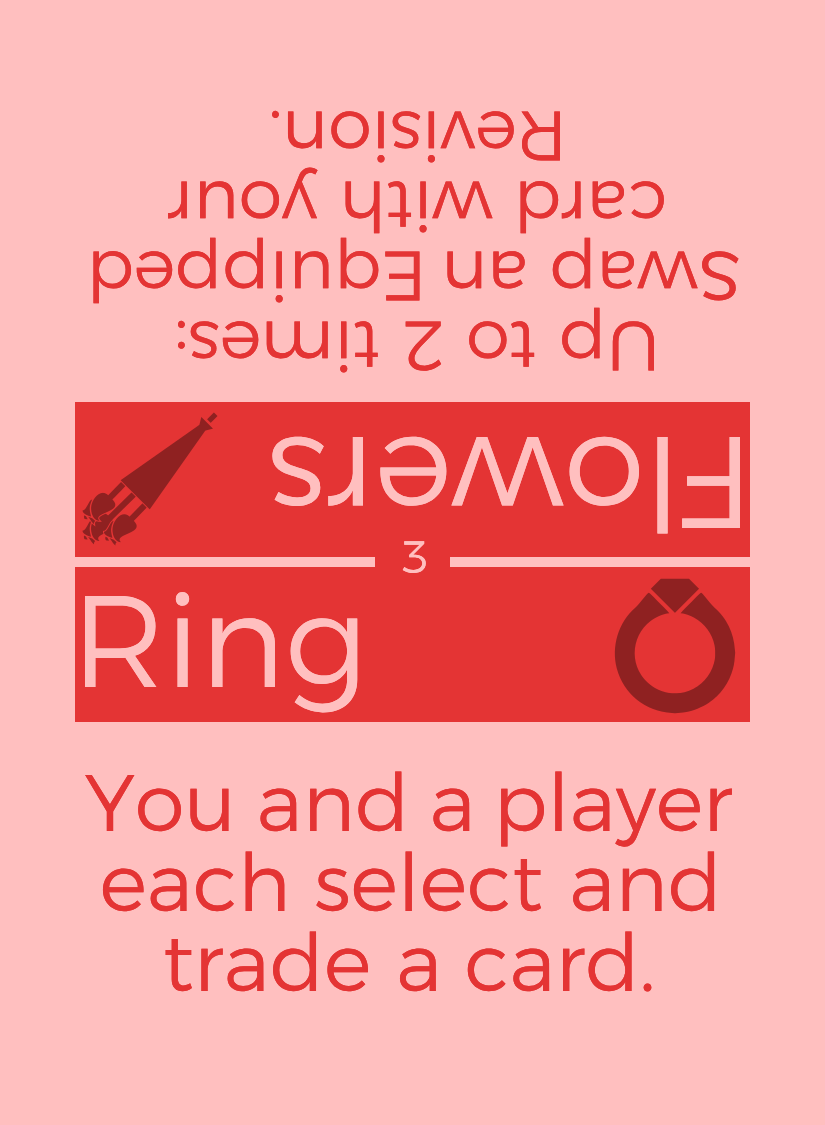 Flowers
Up to 2 times:
Swap an Equipped
card with your
Revision.
3
Ring
You and a player
each select and
trade a card.